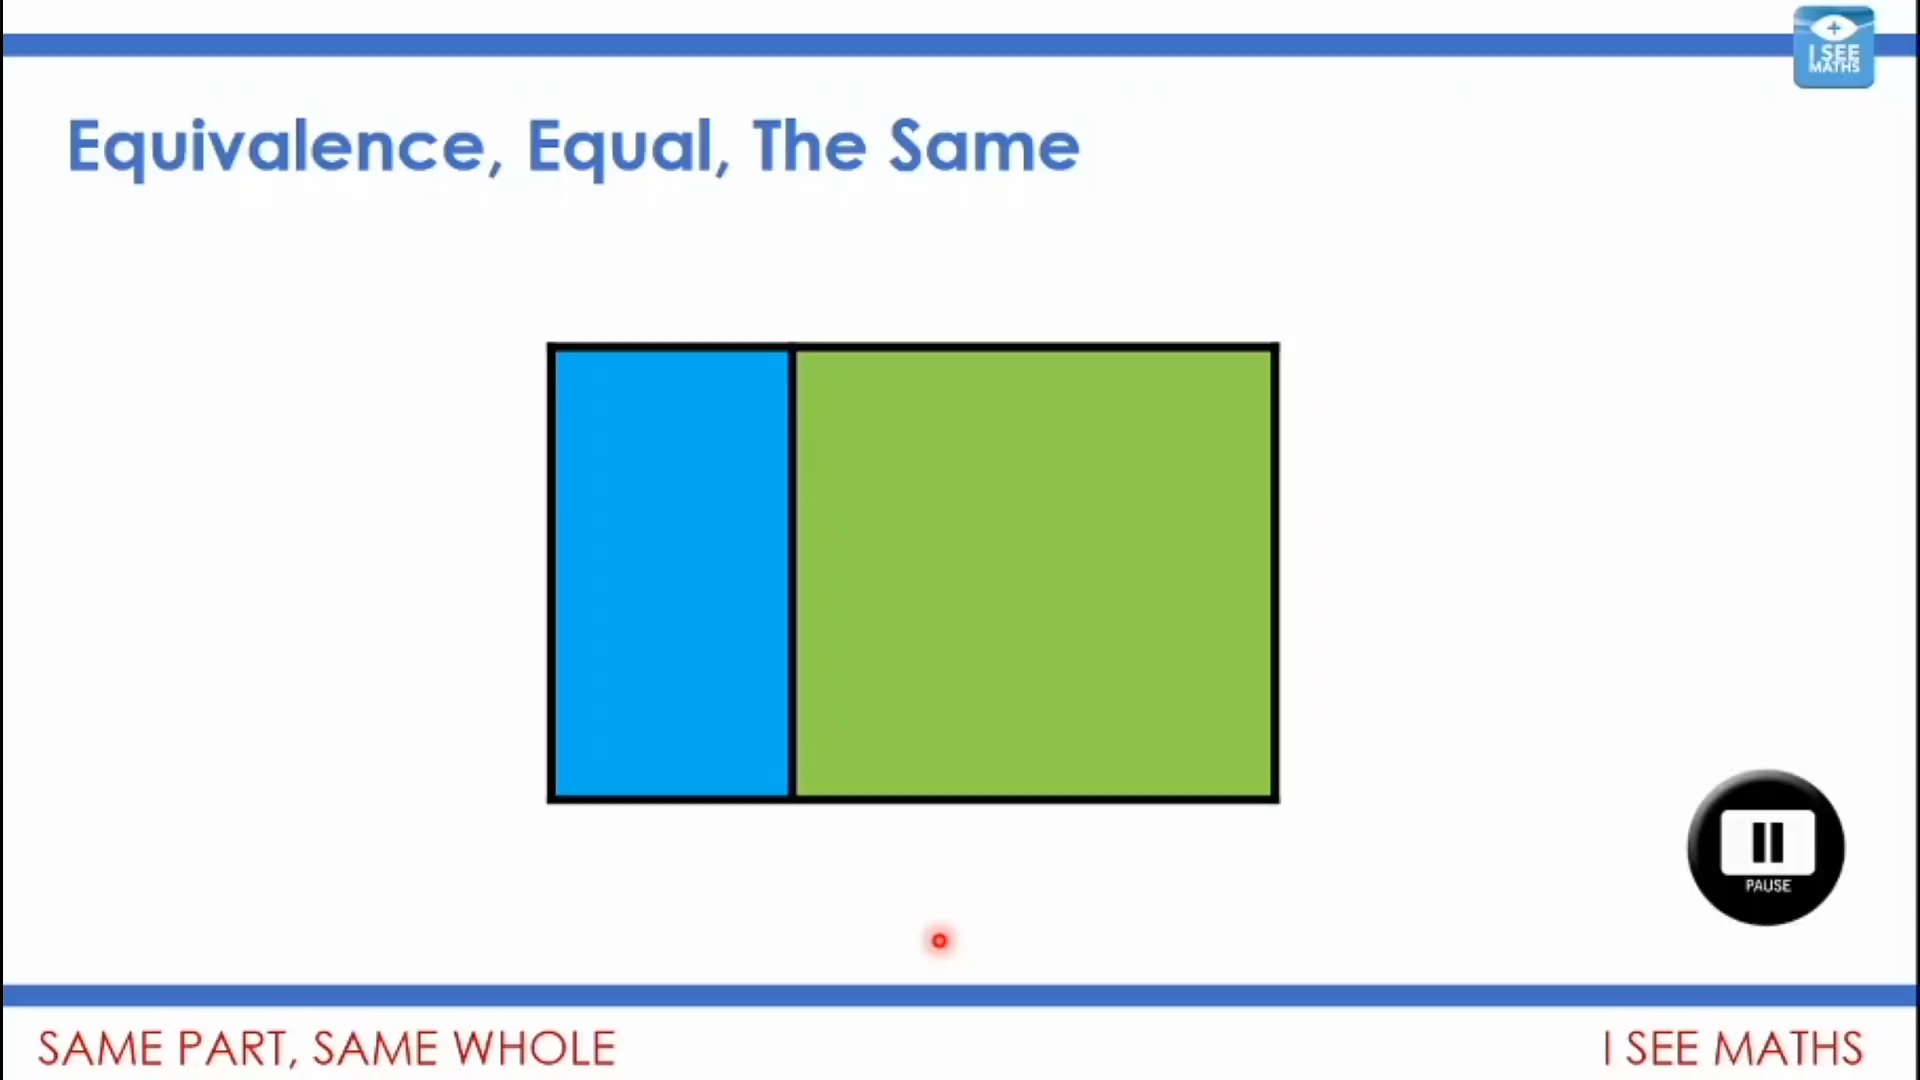 I SEE
MATHS
Equivalence, Equal, The Same
PAUSE
SAME PART, SAME WHOLE
I SEE MATHS